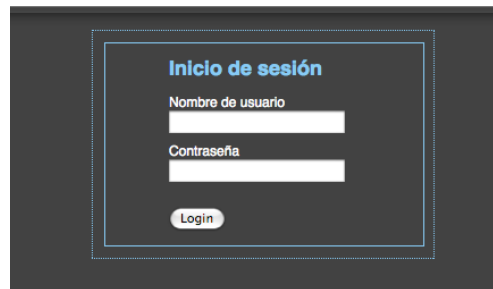 Inicio de sesión
Nombre de usuario
Contraseña
Login